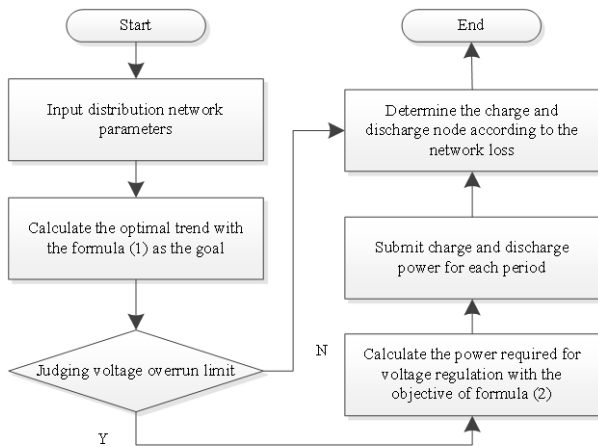 Start
Input distribution network
parameters
Calculate the optimal trend with
the formula (1) as the goal
Judging voltage overrun limit
Y
N
End
Determine the charge and
discharge node according to the
network loss
Submit charge and discharge
power for each period
Calculate the power required for
voltage regulation with the
objective of formula (2)